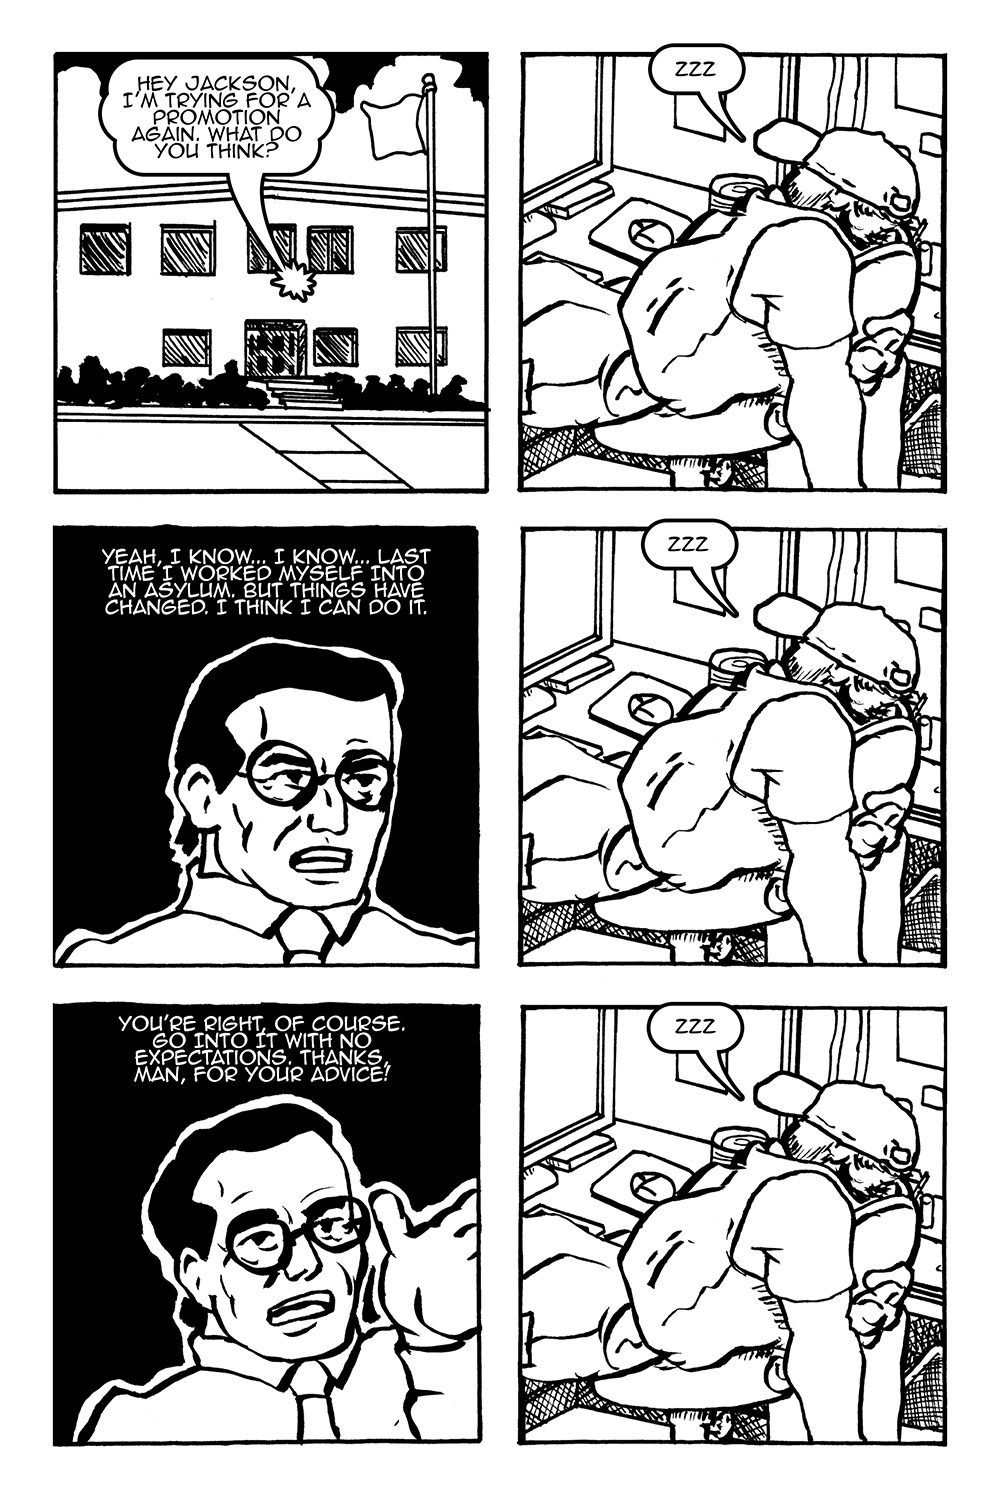 HEY JACKSON,
I'M TRYING FOR A
PROMOTION
AGAIN. WHAT DO
YOU THINK?
ZZZ
YEAH, I KNOW... I KNOW... LAST
TIME I WORKED MYSELF INTO
AN ASYLUM. BUT THINGS HAVE
CHANGED. I THINK I CAN DO IT.
ZZZ
YOU'RE RIGHT, OF COURSE.
GO INTO IT WITH NO
EXPECTATIONS. THANKS,
MAN, FOR YOUR ADVICE!
ZZZ